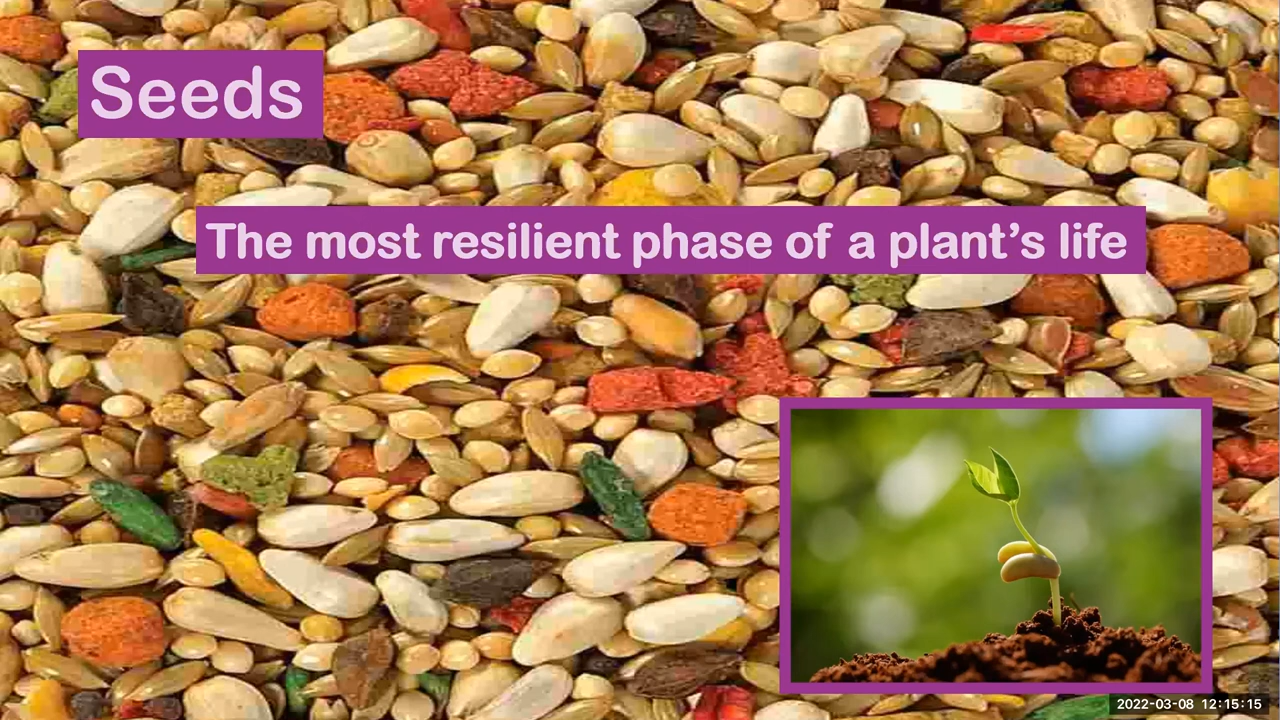 Seeds
The most resilient phase of a plant’s life
2022-03-08 12:15:15